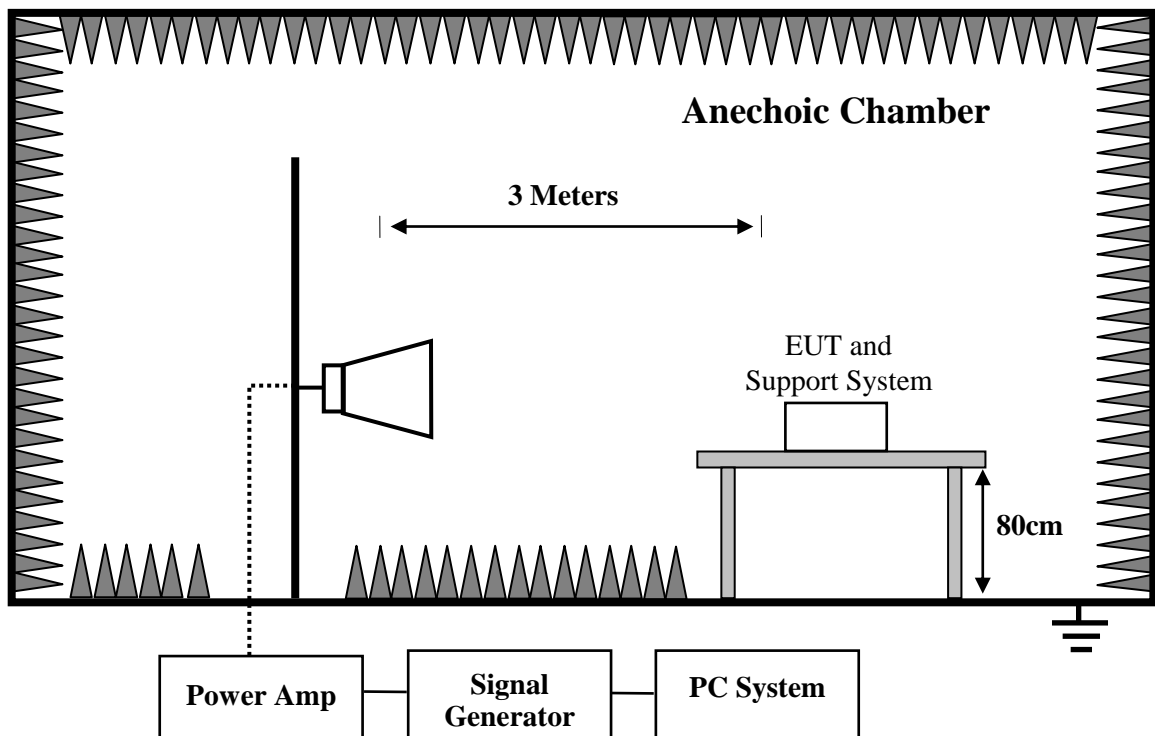 Anechoic Chamber
3 Meters
EUT and
Support System
80cm
Power Amp
Signal
Generator
PC System